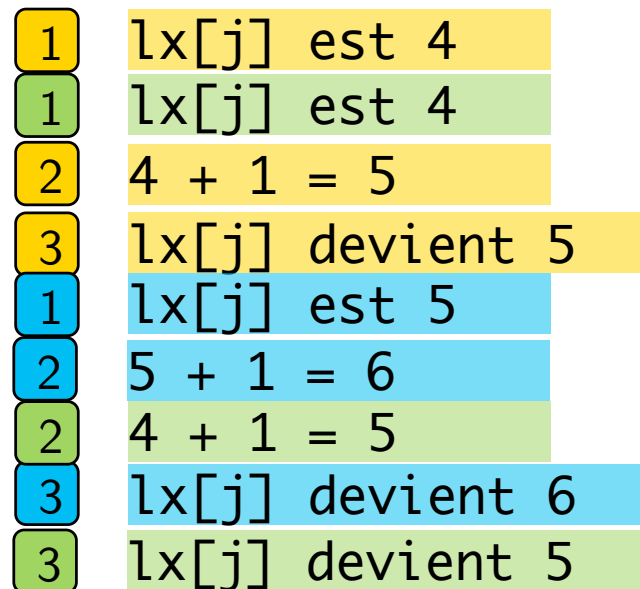 1 lx[j] est 4
1 lx[j] est 4
2 4 + 1 = 5
3 lx[j] devient 5
1 lx[j] est 5
2 5 + 1 = 6
2 4 + 1 = 5
3 lx[j] devient 6
3 lx[j] devient 5